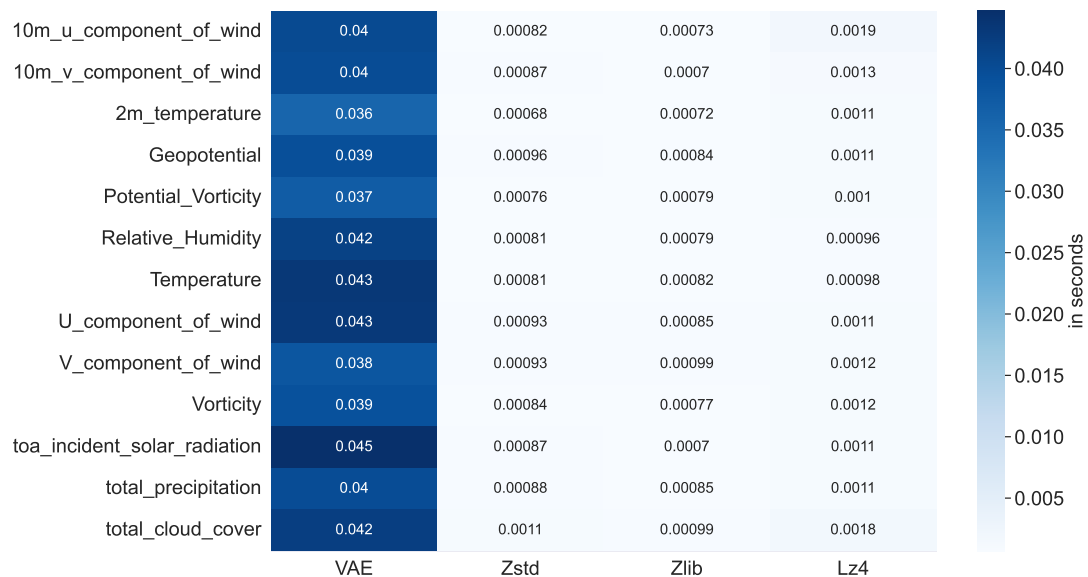 10m_u_component_of_wind 0.04 0.00082 0.00073 0.0019
10m_v_component_of_wind 0.04 0.00087 0.0007 0.0013
2m_temperature 0.036 0.00068 0.00072 0.0011
Geopotential 0.039 0.00096 0.00084 0.0011
Potential_Vorticity 0.037 0.00076 0.00079 0.001
Relative_Humidity 0.042 0.00081 0.00079 0.00096
Temperature 0.043 0.00081 0.00082 0.00098
U_component_of_wind 0.043 0.00093 0.00085 0.0011
V_component_of_wind 0.038 0.00093 0.00099 0.0012
Vorticity 0.039 0.00084 0.00077 0.0012
toa_incident_solar_radiation 0.045 0.00087 0.0007 0.0011
total_precipitation 0.04 0.00088 0.00085 0.0011
total_cloud_cover 0.042 0.0011 0.00099 0.0018
VAE Zstd Zlib Lz4
0.040
0.035
0.030
0.025
0.020
0.015
0.010
0.005
in seconds